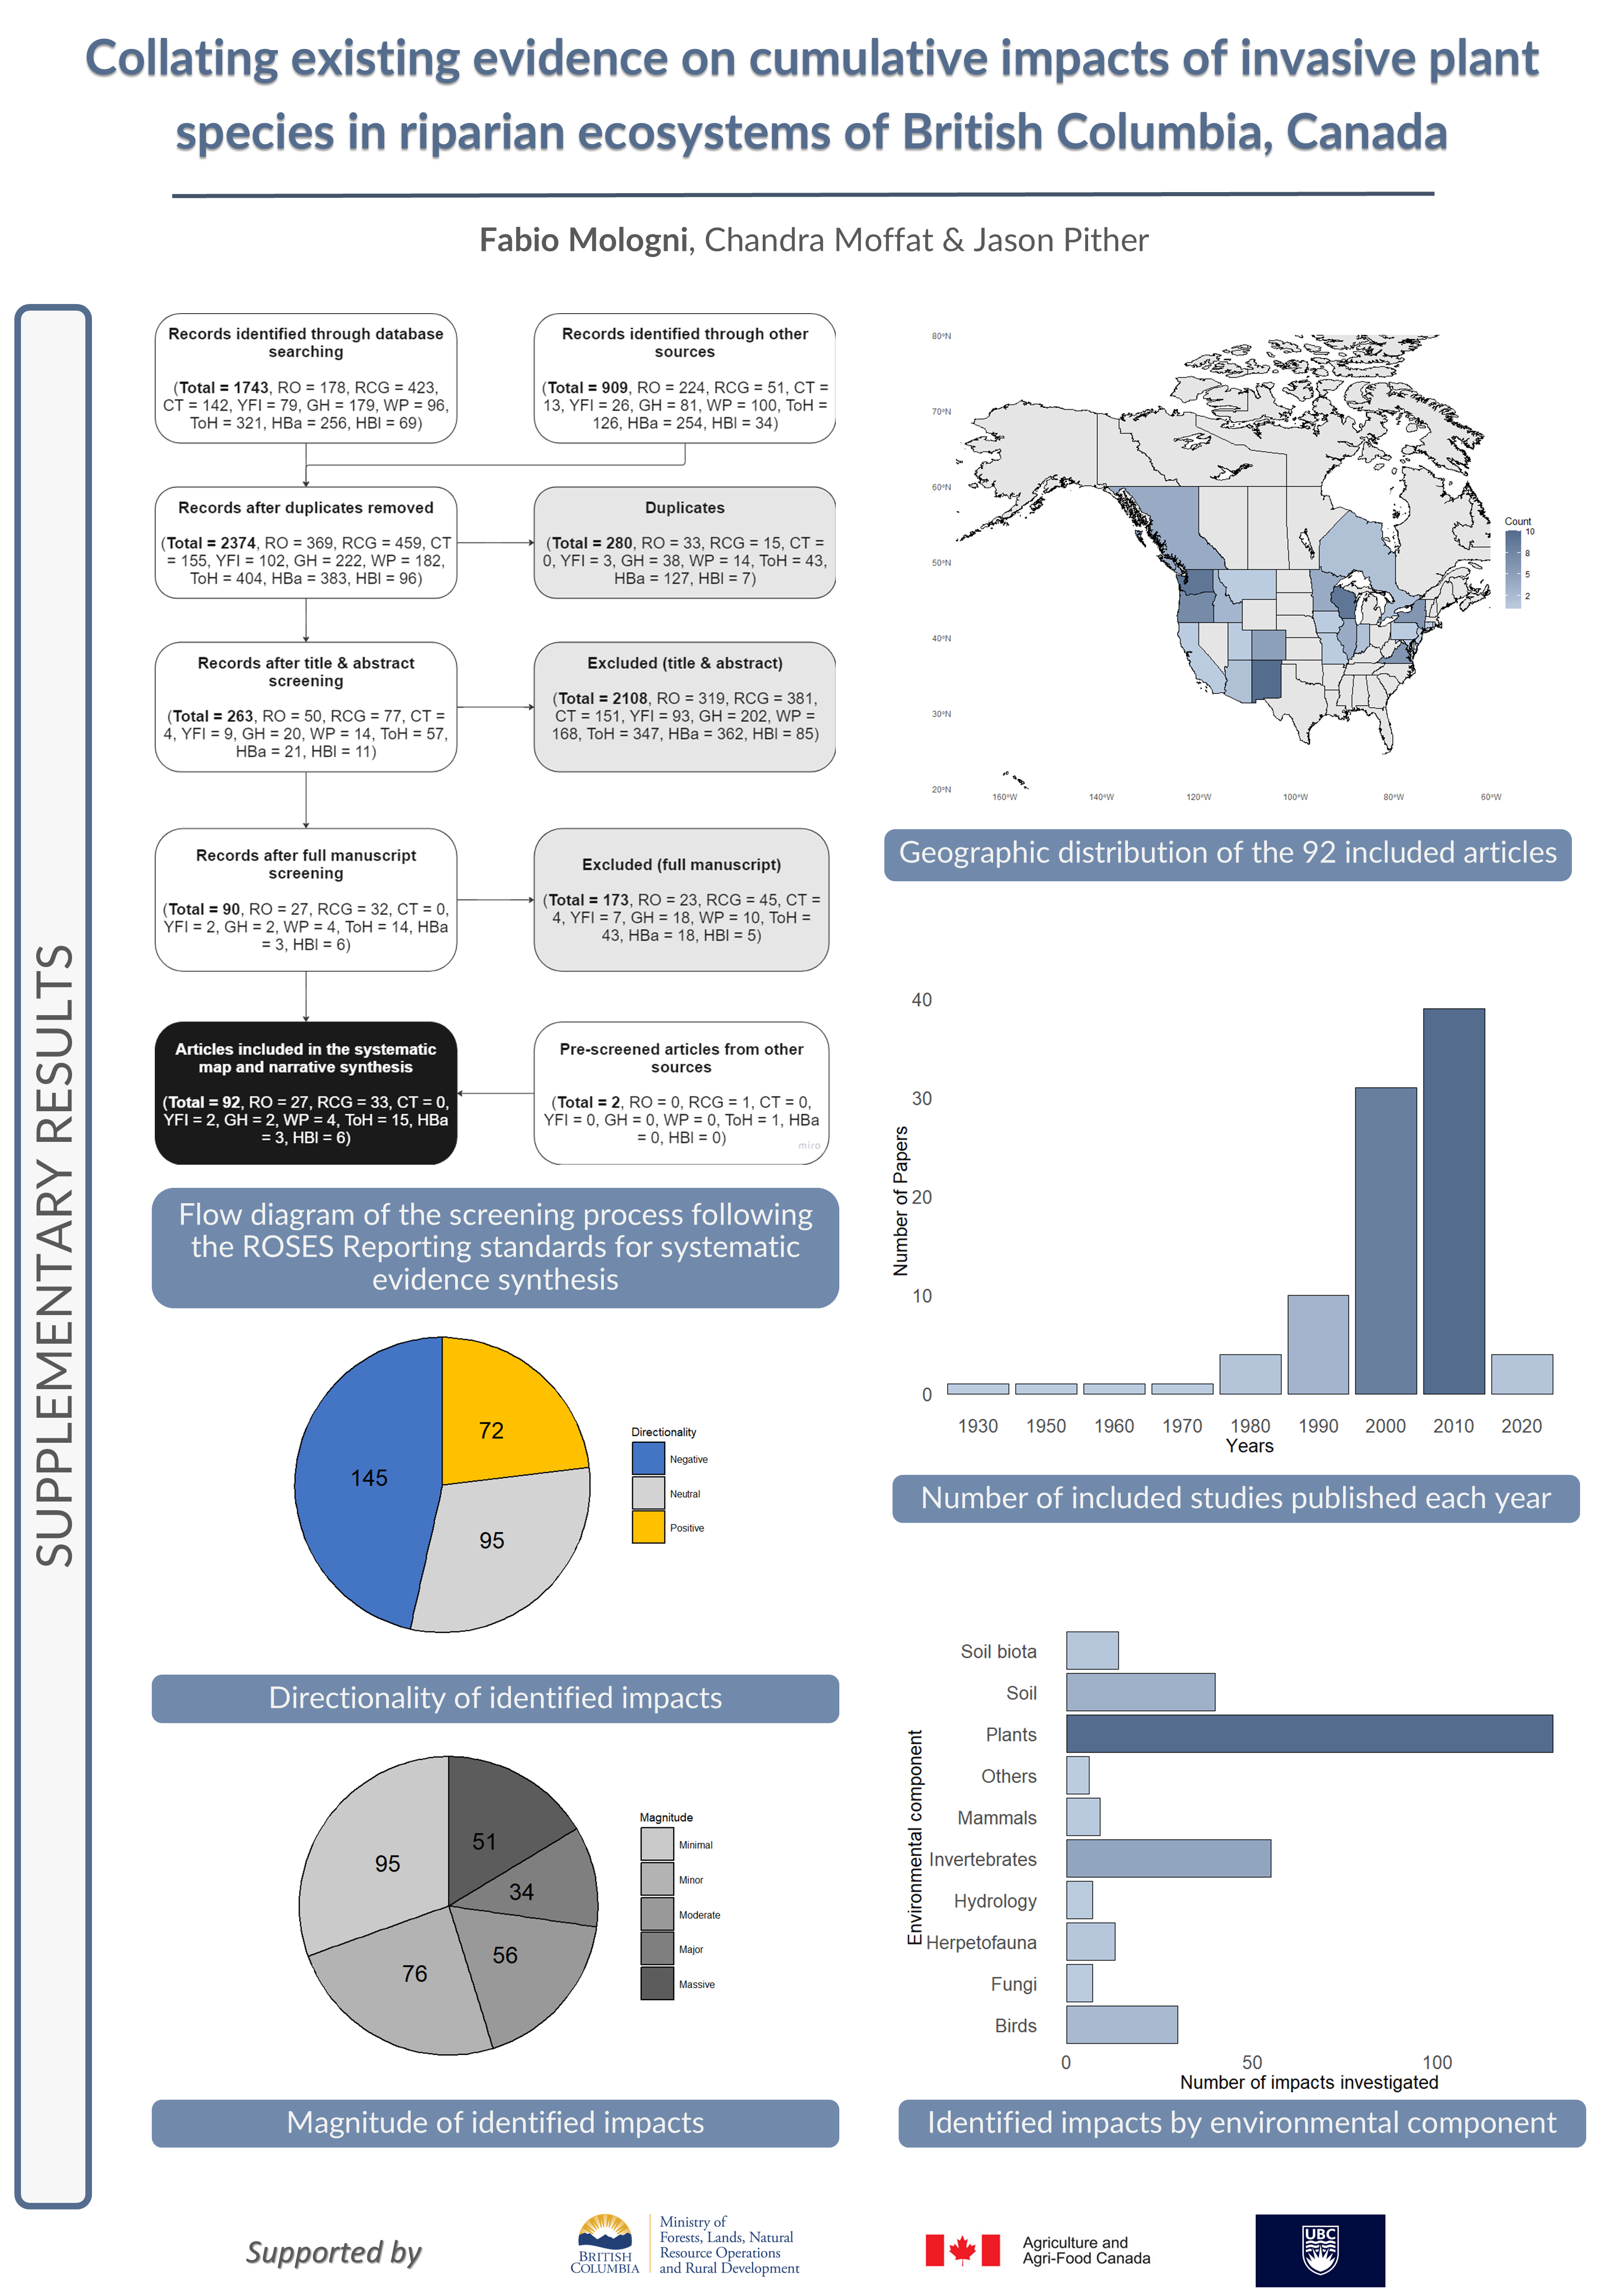 Collating existing evidence on cumulative impacts of invasive plant
species in riparian ecosystems of British Columbia, Canada
Fabio Mologni, Chandra Moffat & Jason Pither
SUPPLEMENTARY RESULTS
Records identified through database
searching
(Total = 1743, RO = 178, RCG = 423,
CT = 142, YFI = 79, GH = 179, WP = 96,
ToH = 321, HBa = 256, HBI = 69)
Records identified through other
sources
(Total = 909, RO = 224, RCG = 51, CT =
13, YFI = 26, GH = 81, WP = 100, ToH =
126, HBa = 254, HBI = 34)
Records after duplicates removed
(Total = 2374, RO = 369, RCG = 459, CT
= 155, YFI = 102, GH = 222, WP = 182,
ToH = 404, HBa = 383, HBI = 96)
Duplicates
(Total = 280, RO = 33, RCG = 15, CT =
0, YFI = 3, GH = 38, WP = 14, ToH = 43,
HBa = 127, HBI = 7)
Records after title & abstract
screening
(Total = 263, RO = 50, RCG = 77, CT =
4, YFI = 9, GH = 20, WP = 14, ToH = 57,
HBa = 21, HBI = 11)
Excluded (title & abstract)
(Total = 2108, RO = 319, RCG = 381,
CT = 151, YFI = 93, GH = 202, WP =
168, ToH = 347, HBa = 362, HBI = 85)
Records after full manuscript
screening
(Total = 90, RO = 27, RCG = 32, CT = 0,
YFI = 2, GH = 2, WP = 4, ToH = 14, HBa
= 3, HBI = 6)
Excluded (full manuscript)
(Total = 173, RO = 23, RCG = 45, CT =
4, YFI = 7, GH = 18, WP = 10, ToH =
43, HBa = 18, HBI = 5)
Articles included in the systematic
map and narrative synthesis
(Total = 92, RO = 27, RCG = 33, CT = 0,
YFI = 2, GH = 2, WP = 4, ToH = 15, HBa
= 3, HBI = 6)
Pre-screened articles from other
sources
(Total = 2, RO = 0, RCG = 1, CT = 0,
YFI = 0, GH = 0, WP = 0, ToH = 1, HBa
= 0, HBI = 0)
miro
Flow diagram of the screening process following
the ROSES Reporting standards for systematic
evidence synthesis
72
145
95
Directionality
Negative
Neutral
Positive
Directionality of identified impacts
51
95
34
56
76
Magnitude
Minimal
Minor
Moderate
Major
Massive
Magnitude of identified impacts
80°N
70°N
60°N
50°N
40°N
30°N
20°N
160°W
140°W
120°W
100°W
80°W
60°W
Count
10
8
5
2
Geographic distribution of the 92 included articles
Number of Papers
40
30
20
10
0
1930
1950
1960
1970
1980
1990
2000
2010
2020
Years
Number of included studies published each year
Environmental component
Soil biota
Soil
Plants
Others
Mammals
Invertebrates
Hydrology
Herpetofauna
Fungi
Birds
0
50
100
Number of impacts investigated
Identified impacts by environmental component
Supported by
BRITISH
COLUMBIA
Ministry of
Forests, Lands, Natural
Resource Operations
and Rural Development
Agriculture and
Agri-Food Canada
UBC